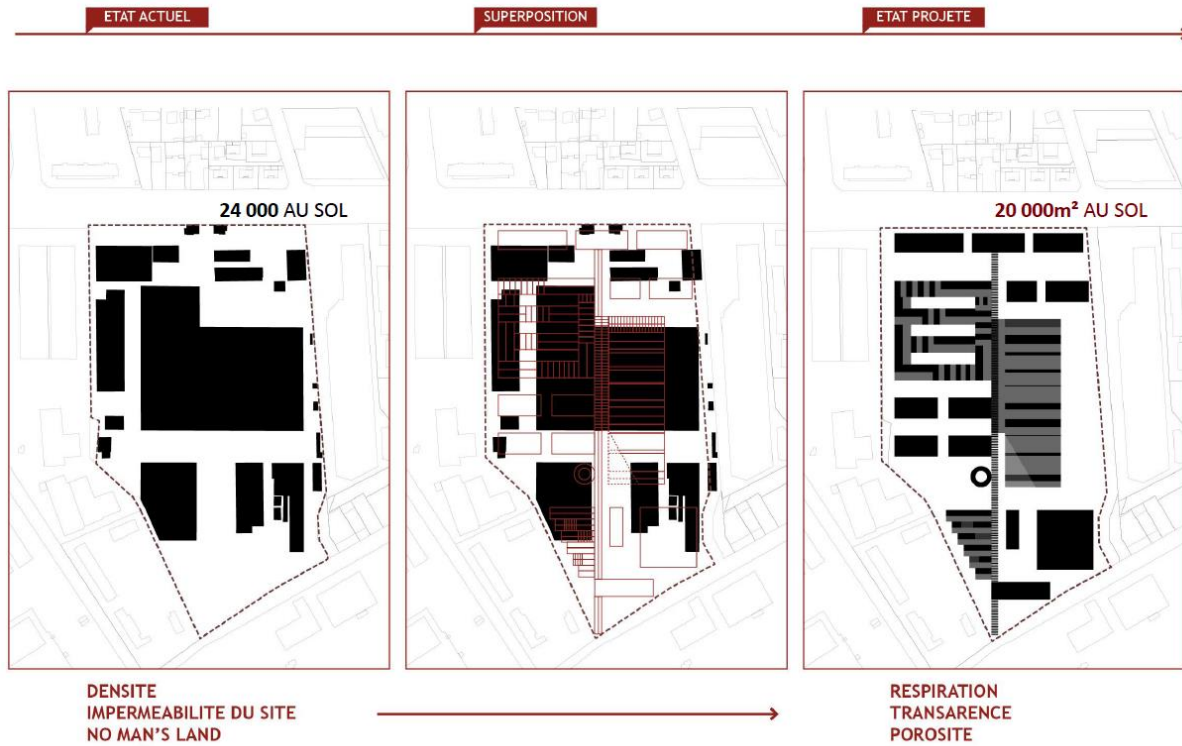 ETAT ACTUEL
SUPERPOSITION
ETAT PROJETE
24 000 AU SOL
20 000m² AU SOL
DENSITE
IMPERMEABILITE DU SITE
NO MAN'S LAND
RESPIRATION
TRANSARENCE
POROSITE